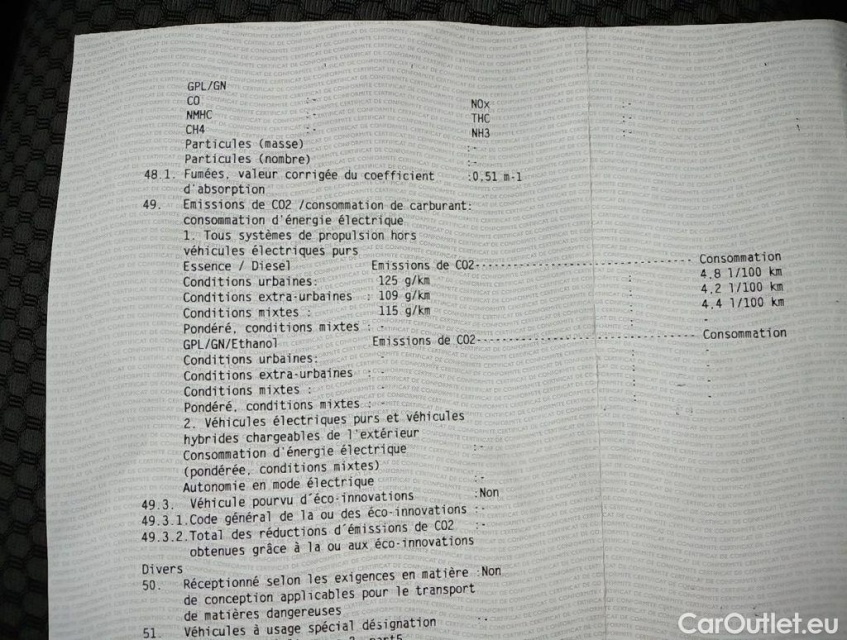 GPL/GN
CO :- NOx :-
NMHC :- THC :-
CH4 :- NH3 :-
Particules (masse) :-
Particules (nombre) :-
48.1. Fumées, valeur corrigée du coefficient :0,51 m-1
d'absorption
49. Emissions de CO2 /consommation de carburant:
consommation d'énergie électrique
1. Tous systèmes de propulsion hors
véhicules électriques purs
Essence / Diesel Emissions de CO2 Consommation
Conditions urbaines: 125 g/km : 4.8 l/100 km
Conditions extra-urbaines : 109 g/km : 4.2 l/100 km
Conditions mixtes : 115 g/km : 4.4 l/100 km
Pondéré, conditions mixtes : - : -
GPL/GN/Ethanol Emissions de CO2 Consommation
Conditions urbaines: - : -
Conditions extra-urbaines : - : -
Conditions mixtes : - : -
Pondéré, conditions mixtes : - : -
2. Véhicules électriques purs et véhicules
hybrides chargeables de l'extérieur
Consommation d'énergie électrique :-
(pondérée, conditions mixtes)
Autonomie en mode électrique :-
49.3. Véhicule pourvu d'éco-innovations :Non
49.3.1.Code général de la ou des éco-innovations :-
49.3.2.Total des réductions d'émissions de CO2 :-
obtenues grâce à la ou aux éco-innovations
Divers
50. Réceptionné selon les exigences en matière :Non
de conception applicables pour le transport
de matières dangereuses
51. Véhicules à usage spécial désignation :-
CarOutlet.eu